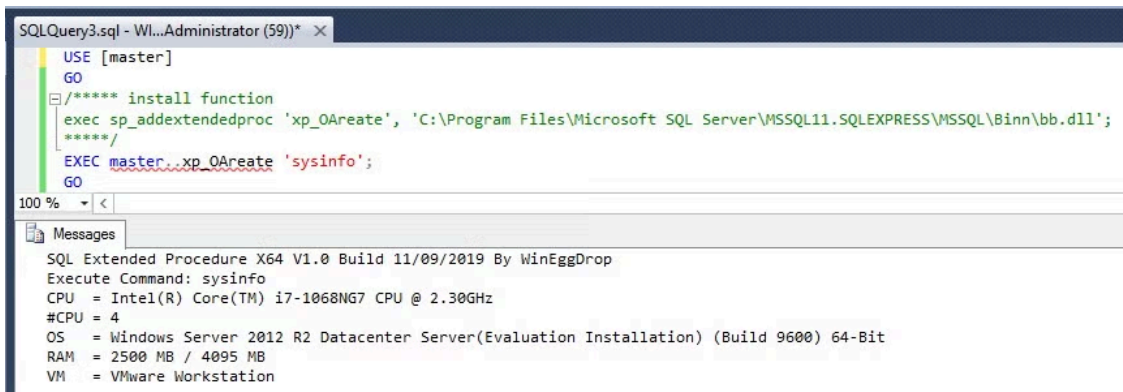 SQLQuery3.sql - WI...Administrator (59))* ×
USE [master]
GO
/***** install function
exec sp_addextendedproc 'xp_OAreate', 'C:\Program Files\Microsoft SQL Server\MSSQL11.SQLEXPRESS\MSSQL\Binn\bb.dll';
*****/
EXEC master..xp_OAreate 'sysinfo';
GO
100 %
Messages
SQL Extended Procedure X64 V1.0 Build 11/09/2019 By WinEggDrop
Execute Command: sysinfo
CPU = Intel(R) Core(TM) i7-1068NG7 CPU @ 2.30GHz
#CPU = 4
OS = Windows Server 2012 R2 Datacenter Server(Evaluation Installation) (Build 9600) 64-Bit
RAM = 2500 MB / 4095 MB
VM = VMware Workstation